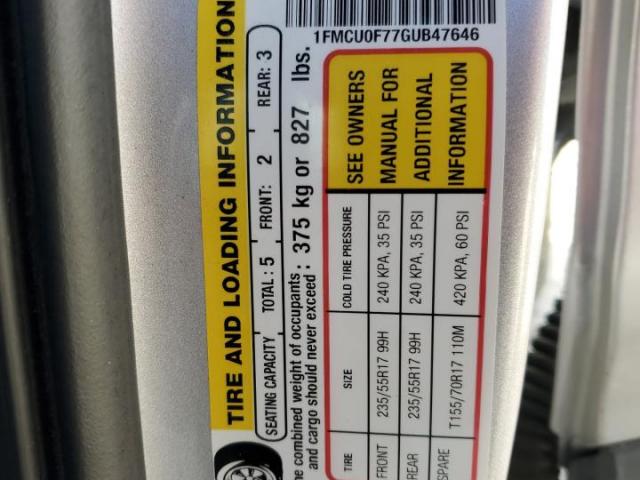 1FMCU0F77GUB47646
TIRE AND LOADING INFORMATION
SEATING CAPACITY TOTAL: 5 FRONT: 2 REAR: 3
combined weight of occupants
and cargo should never exceed: 375 kg or 827 lbs.
TIRE SIZE COLD TIRE PRESSURE
FRONT 235/55R17 99H 240 KPA, 35 PSI
REAR 235/55R17 99H 240 KPA, 35 PSI
SPARE T155/70R17 110M 420 KPA, 60 PSI
SEE OWNERS
MANUAL FOR
ADDITIONAL
INFORMATION